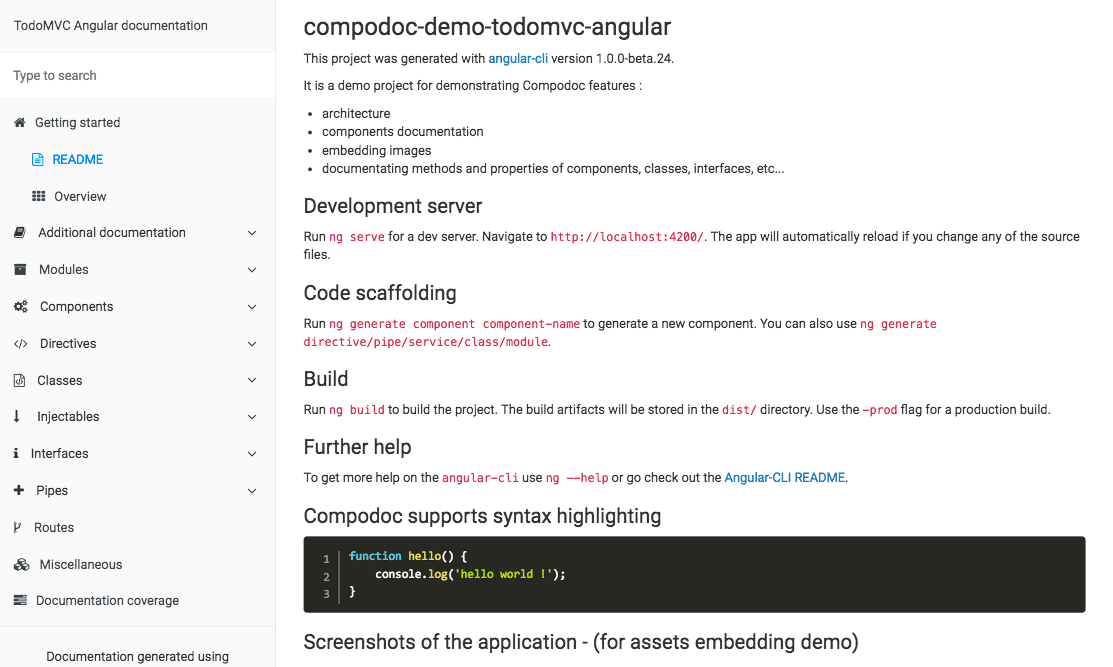 TodoMVC Angular documentation
Type to search
Getting started
README
Overview
Additional documentation
Modules
Components
Directives
Classes
Injectables
Interfaces
Pipes
Routes
Miscellaneous
Documentation coverage
Documentation generated using
compodoc-demo-todomvc-angular
This project was generated with angular-cli version 1.0.0-beta.24.
It is a demo project for demonstrating Compodoc features :
• architecture
• components documentation
• embedding images
• documentating methods and properties of components, classes, interfaces, etc...
Development server
Run ng serve for a dev server. Navigate to http://localhost:4200/. The app will automatically reload if you change any of the source
files.
Code scaffolding
Run ng generate component component-name to generate a new component. You can also use ng generate
directive/pipe/service/class/module.
Build
Run ng build to build the project. The build artifacts will be stored in the dist/ directory. Use the -prod flag for a production build.
Further help
To get more help on the angular-cli use ng --help or go check out the Angular-CLI README.
Compodoc supports syntax highlighting
1 function hello() {
2     console.log('hello world !');
3 }
Screenshots of the application - (for assets embedding demo)